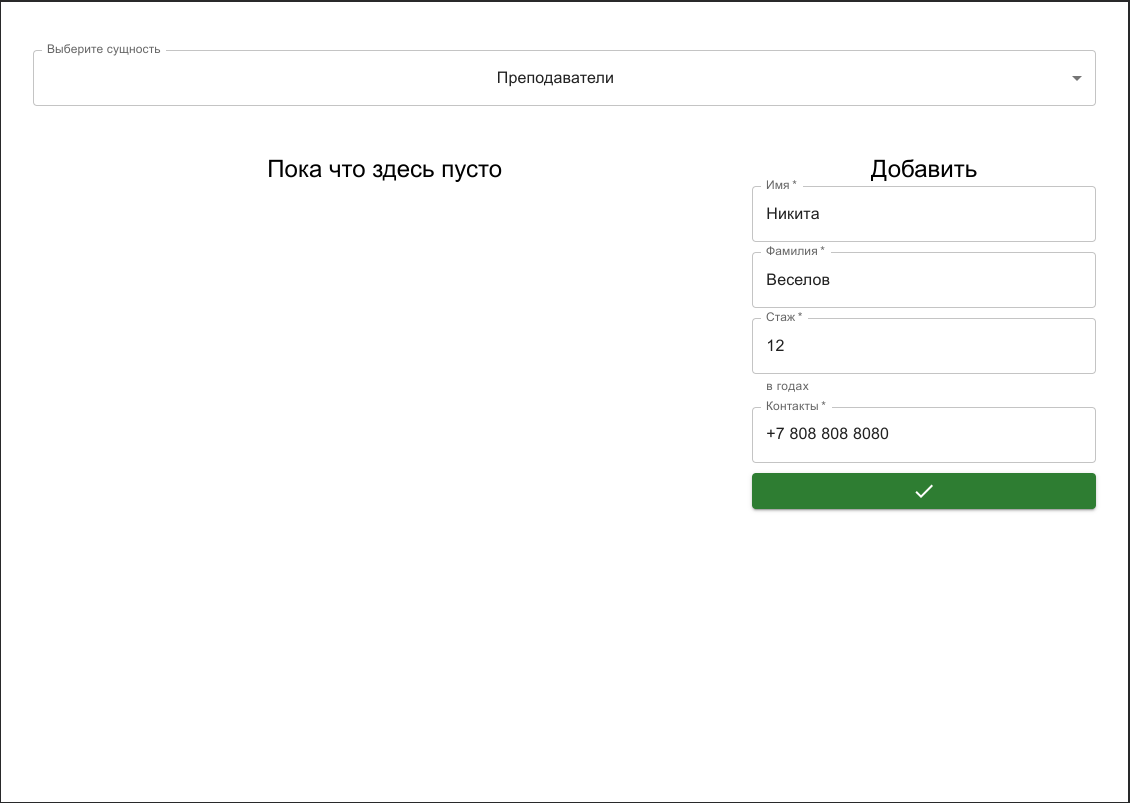 Выберите сущность
Преподаватели
Пока что здесь пусто
Добавить
Имя *
Никита
Фамилия *
Веселов
Стаж *
12
в годах
Контакты *
+7 808 808 8080